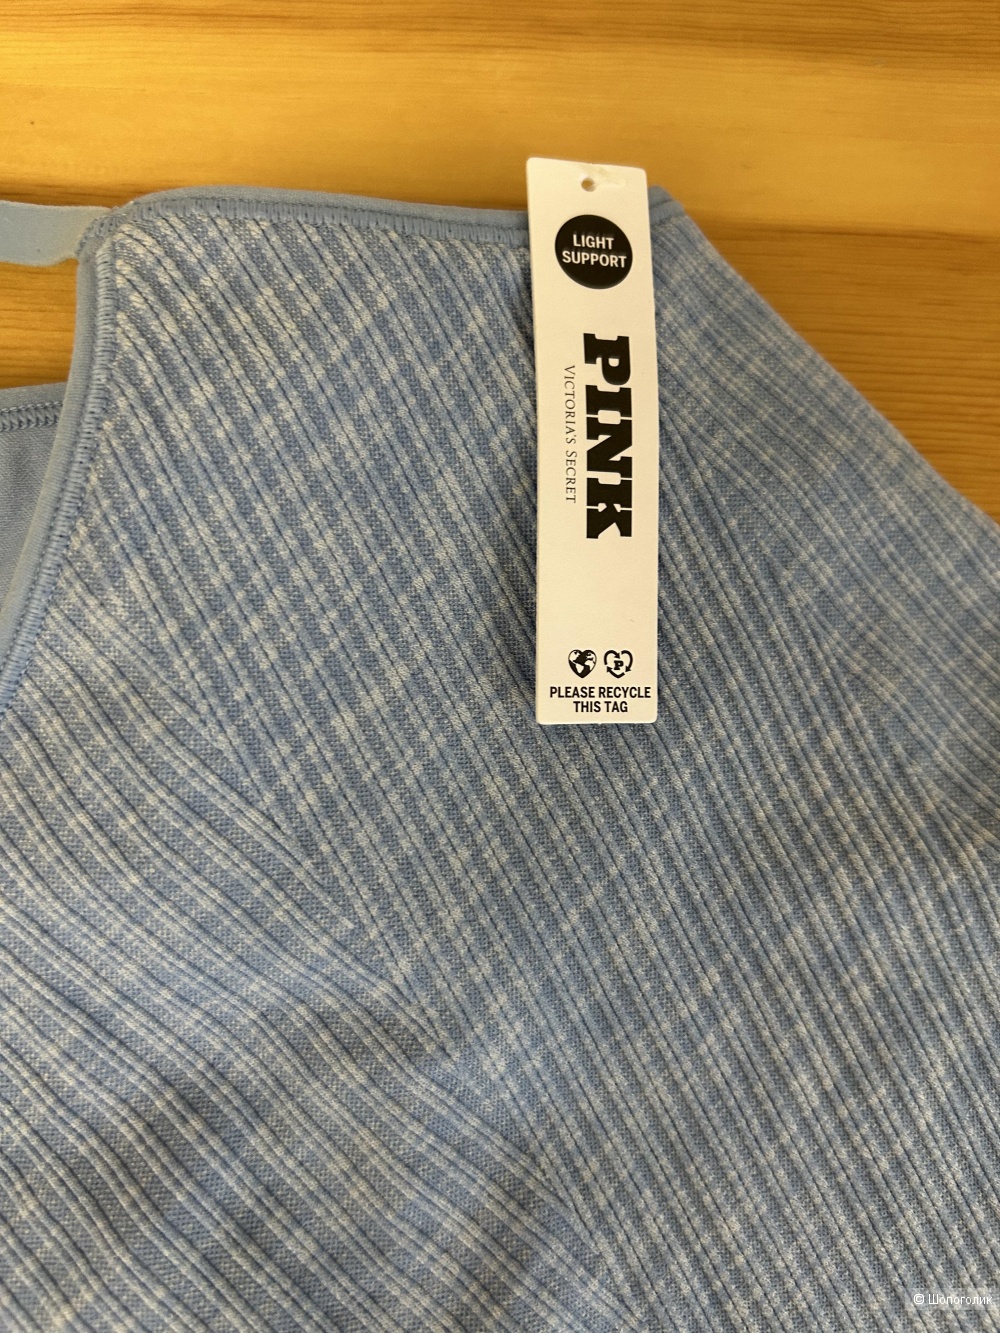 LIGHT
SUPPORT
PINK
VICTORIA'S SECRET
P
PLEASE RECYCLE
THIS TAG
© Шопоголик